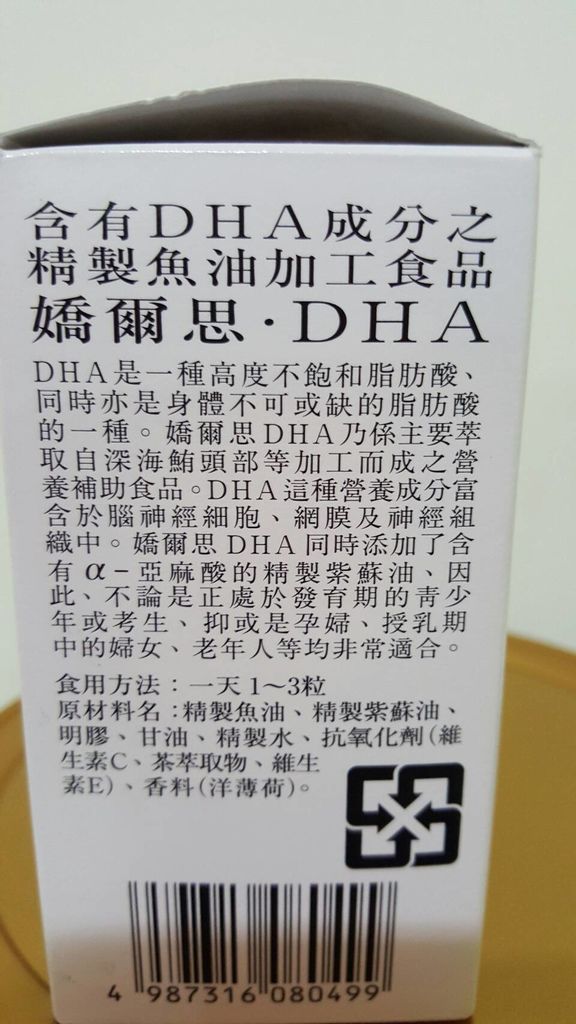 含有DHA成分之
精製魚油加工食品
嬌爾思·DHA
DHA是一種高度不飽和脂肪酸、
同時亦是身體不可或缺的脂肪酸
的一種。嬌爾思DHA乃係主要萃
取自深海鮪頭部等加工而成之營
養補助食品。DHA這種營養成分富
含於腦神經細胞、網膜及神經組
織中。嬌爾思DHA同時添加了含
有α-亞麻酸的精製紫蘇油、因
此、不論是正處於發育期的青少
年或考生、抑或是孕婦、授乳期
中的婦女、老年人等均非常適合。
食用方法：一天1～3粒
原材料名：精製魚油、精製紫蘇油、
明膠、甘油、精製水、抗氧化劑（維
生素C、茶萃取物、維生
素E）、香料（洋薄荷）。
4 987316 080499